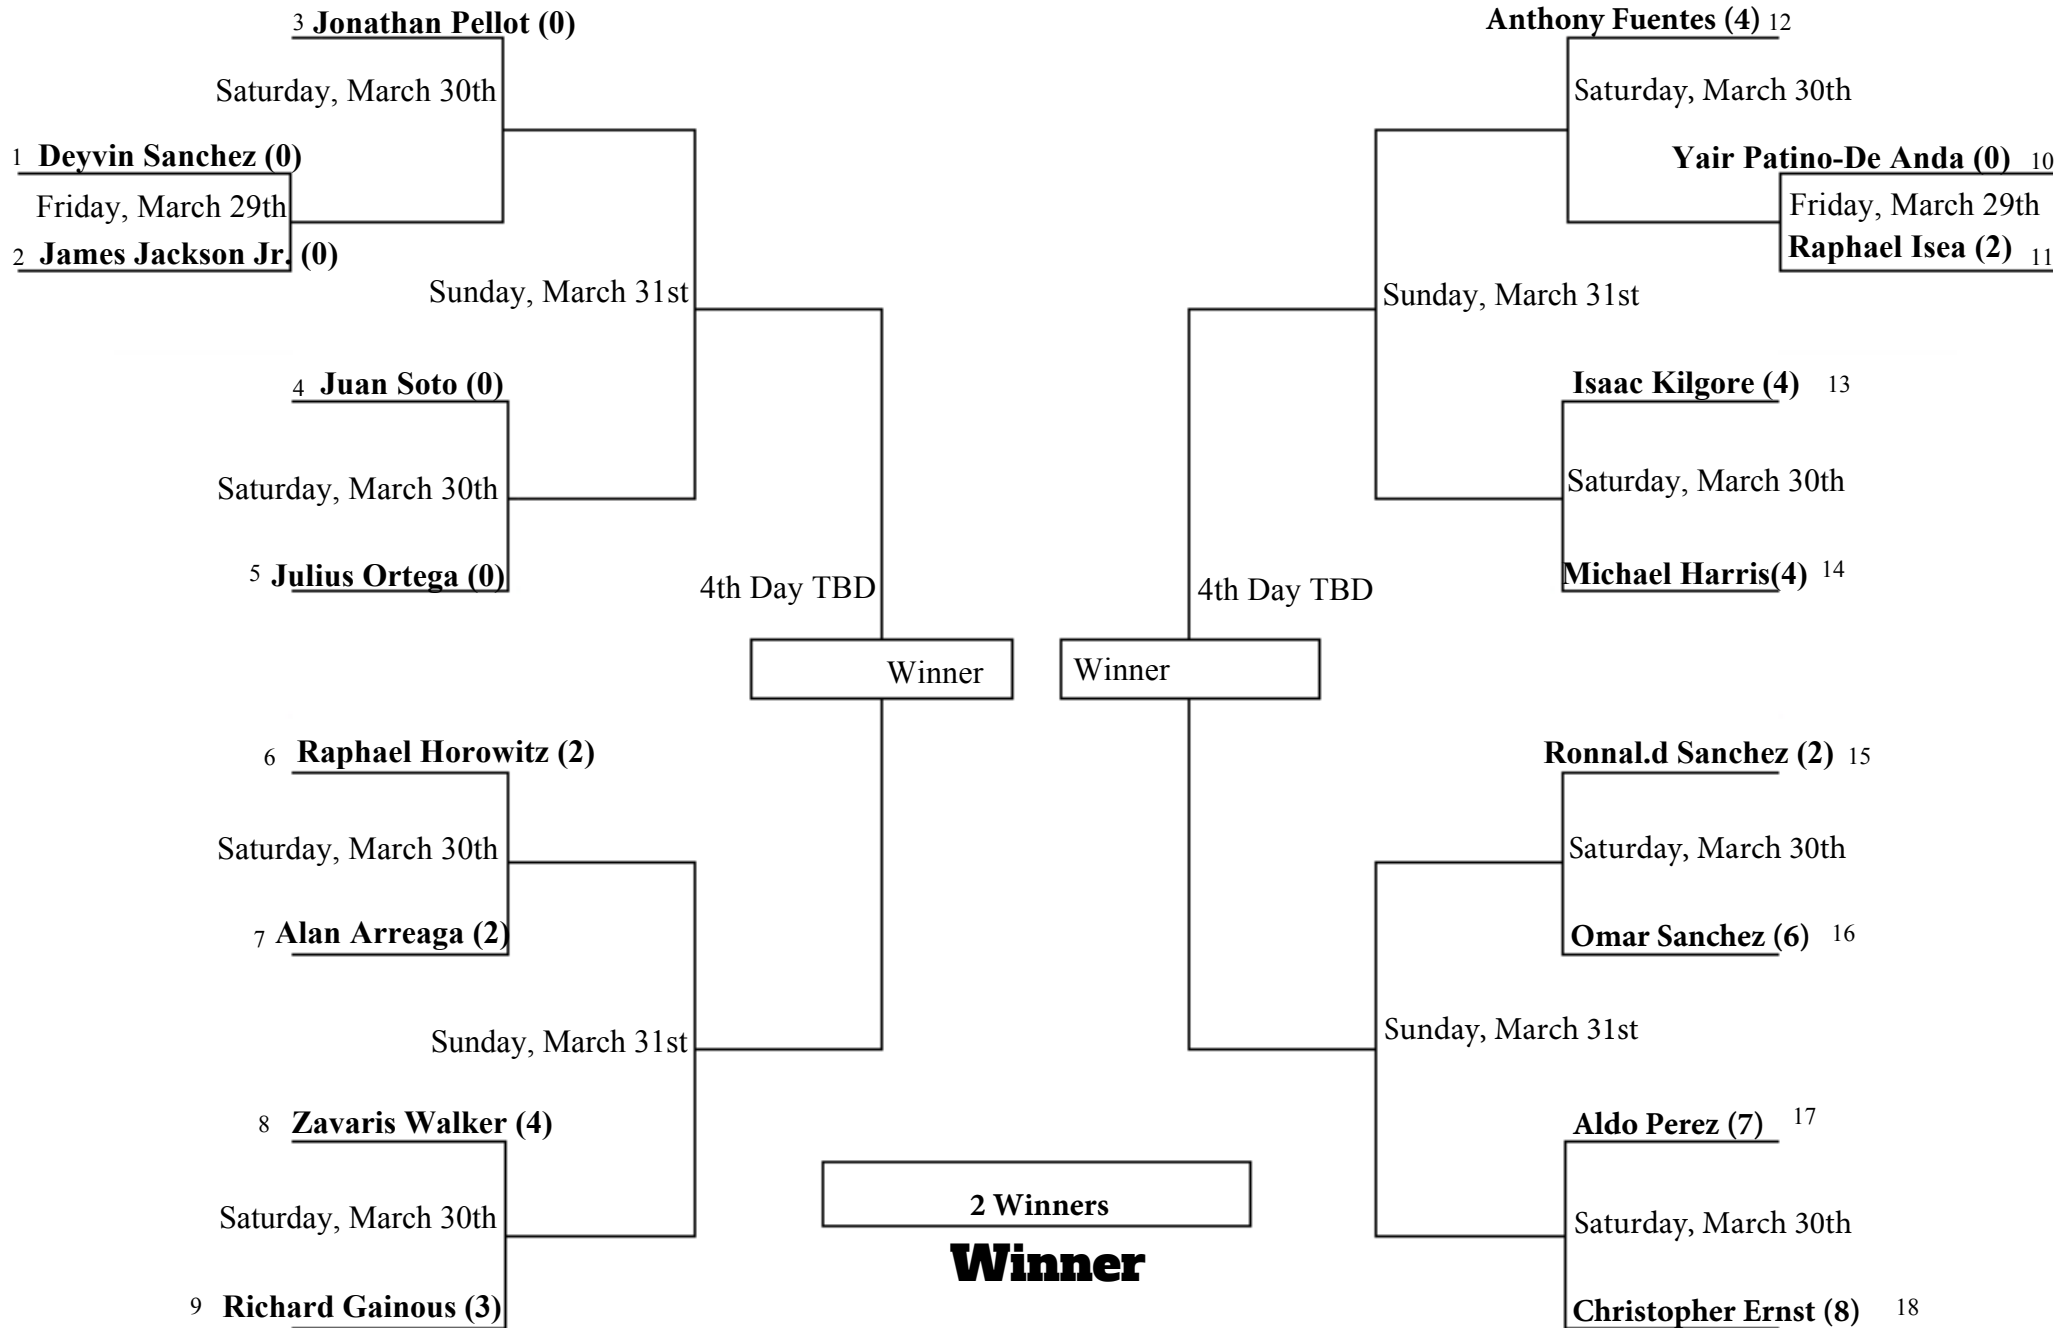 3 Jonathan Pellot (0)
Saturday, March 30th
1 Deyvin Sanchez (0)
Friday, March 29th
2 James Jackson Jr. (0)
Sunday, March 31st
4 Juan Soto (0)
Saturday, March 30th
5 Julius Ortega (0)
4th Day TBD
Winner
6 Raphael Horowitz (2)
Saturday, March 30th
7 Alan Arreaga (2)
Sunday, March 31st
8 Zavaris Walker (4)
Saturday, March 30th
9 Richard Gainous (3)
Anthony Fuentes (4) 12
Saturday, March 30th
Yair Patino-De Anda (0) 10
Friday, March 29th
Raphael Isea (2) 11
Sunday, March 31st
Isaac Kilgore (4) 13
Saturday, March 30th
Michael Harris(4) 14
4th Day TBD
Winner
Ronnal.d Sanchez (2) 15
Saturday, March 30th
Omar Sanchez (6) 16
Sunday, March 31st
Aldo Perez (7) 17
Saturday, March 30th
Christopher Ernst (8) 18
2 Winners
Winner